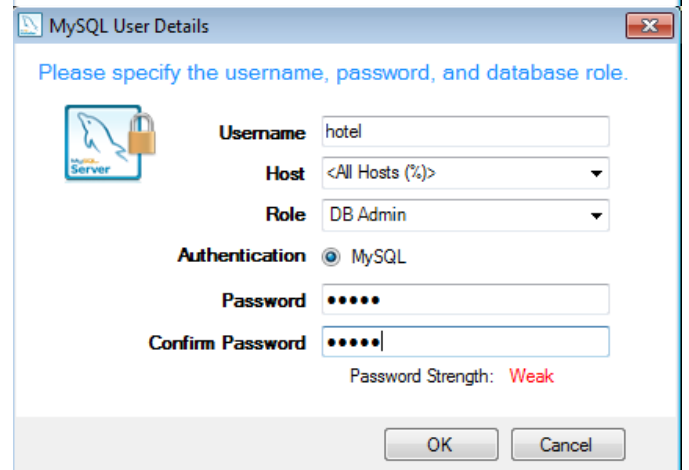 MySQL User Details
Please specify the username, password, and database role.
MySQL
Server
Username hotel
Host <All Hosts (%)>
Role DB Admin
Authentication MySQL
Password •••••
Confirm Password •••••
Password Strength: Weak
OK Cancel